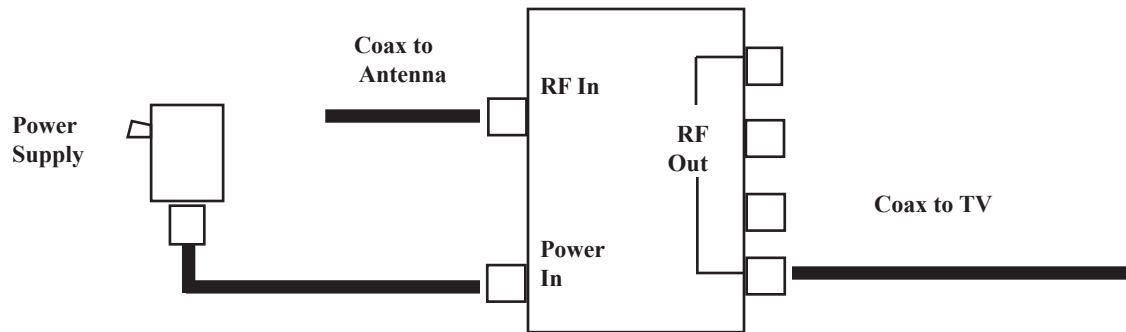 Coax to
Antenna
RF In
Power
Supply
RF
Out
Coax to TV
Power
In